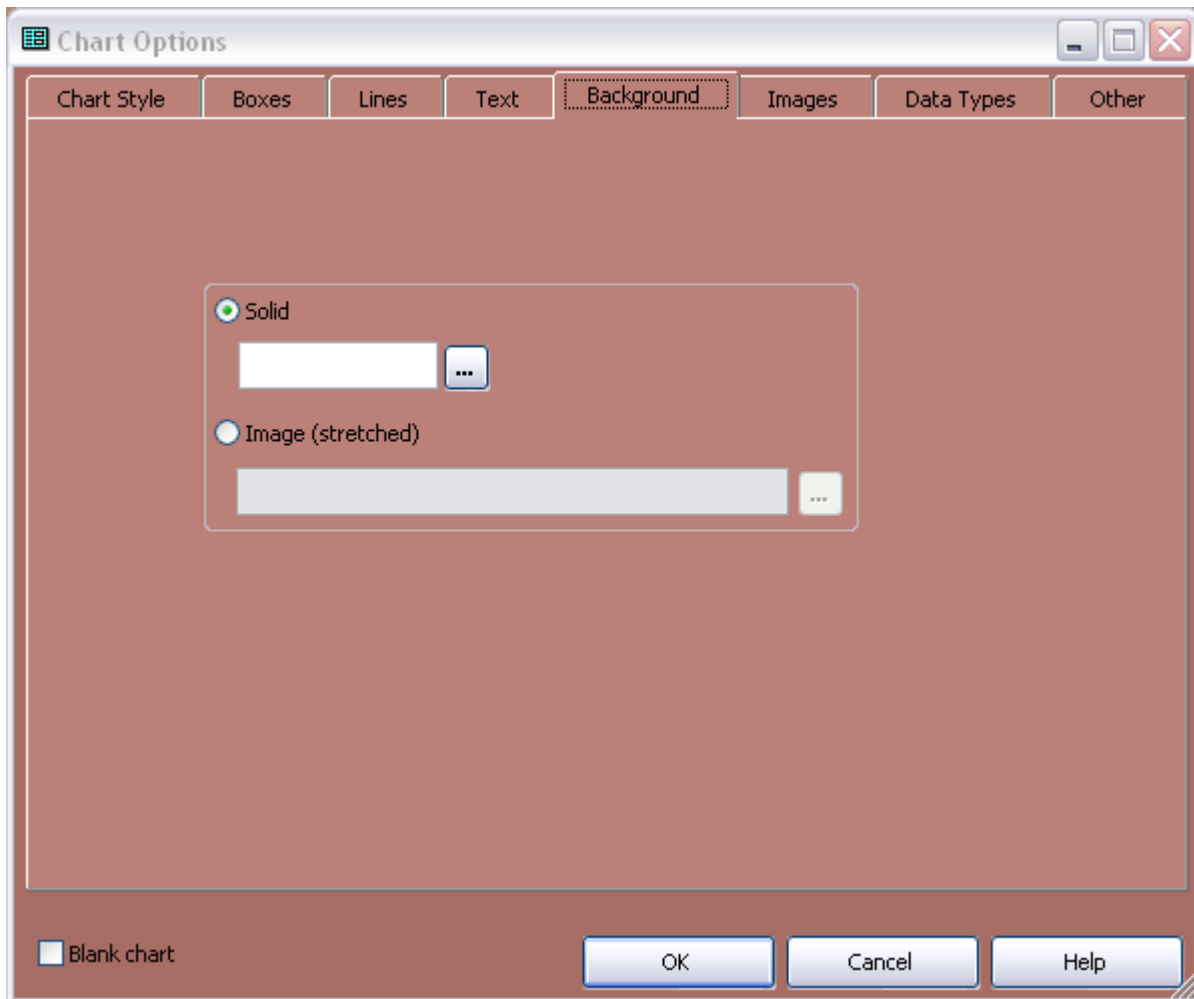 Chart Options
Chart Style Boxes Lines Text Background Images Data Types Other
Solid
...
Image (stretched)
...
Blank chart OK Cancel Help